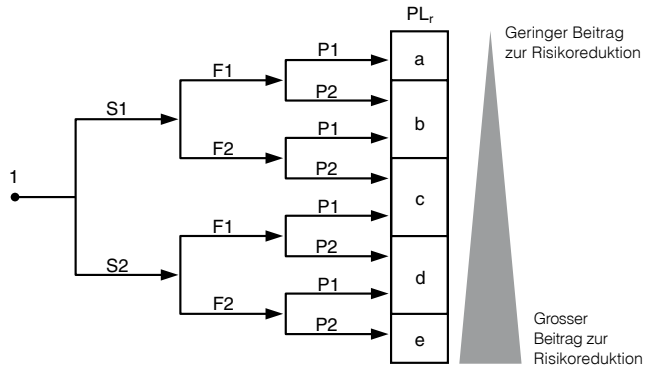 PLr
Geringer Beitrag
zur Risikoreduktion
P1
a
F1
P2
S1
b
P1
F2
P2
1
c
P1
F1
P2
S2
d
P1
F2
P2
e
Grosser
Beitrag zur
Risikoreduktion